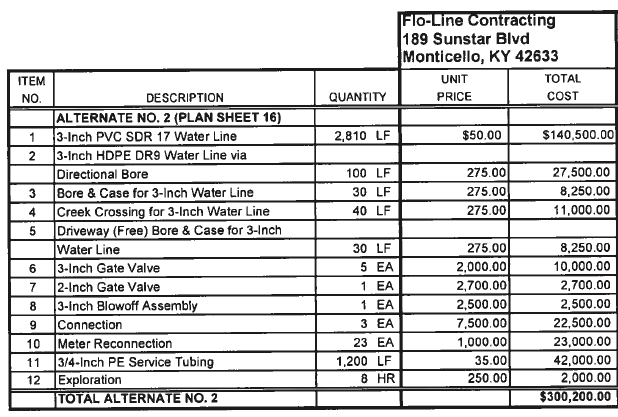 Flo-Line Contracting
189 Sunstar Blvd
Monticello, KY 42633
ITEM NO. DESCRIPTION QUANTITY UNIT PRICE TOTAL COST
ALTERNATE NO. 2 (PLAN SHEET 16)
1 3-Inch PVC SDR 17 Water Line 2,810 LF $50.00 $140,500.00
2 3-Inch HDPE DR9 Water Line via
Directional Bore 100 LF 275.00 27,500.00
3 Bore & Case for 3-Inch Water Line 30 LF 275.00 8,250.00
4 Creek Crossing for 3-Inch Water Line 40 LF 275.00 11,000.00
5 Driveway (Free) Bore & Case for 3-Inch
Water Line 30 LF 275.00 8,250.00
6 3-Inch Gate Valve 5 EA 2,000.00 10,000.00
7 2-Inch Gate Valve 1 EA 2,700.00 2,700.00
8 3-Inch Blowoff Assembly 1 EA 2,500.00 2,500.00
9 Connection 3 EA 7,500.00 22,500.00
10 Meter Reconnection 23 EA 1,000.00 23,000.00
11 3/4-Inch PE Service Tubing 1,200 LF 35.00 42,000.00
12 Exploration 8 HR 250.00 2,000.00
TOTAL ALTERNATE NO. 2 $300,200.00